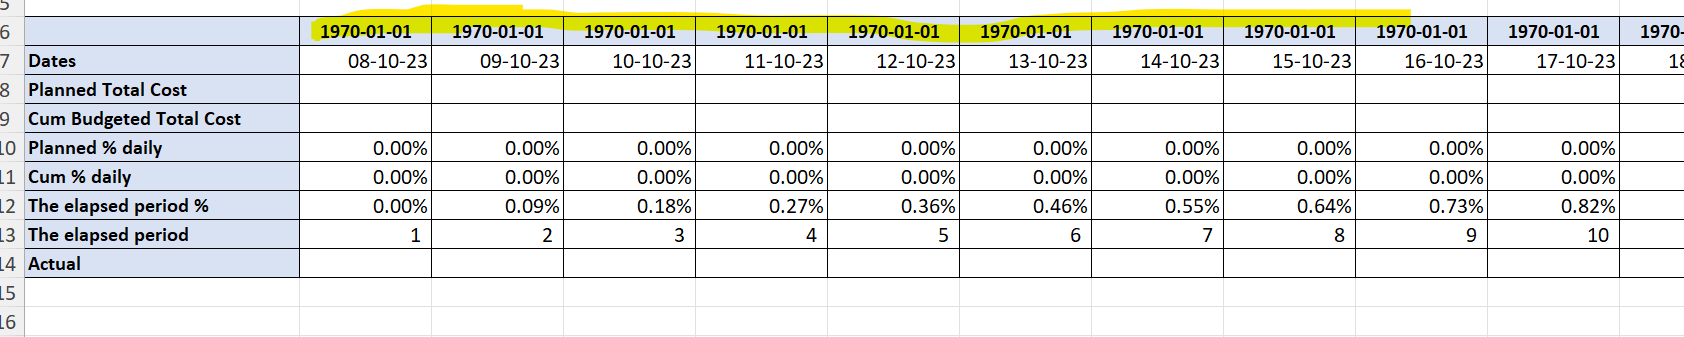 5
6 1970-01-01 1970-01-01 1970-01-01 1970-01-01 1970-01-01 1970-01-01 1970-01-01 1970-01-01 1970-01-01 1970-01-01 1970-
7 Dates 08-10-23 09-10-23 10-10-23 11-10-23 12-10-23 13-10-23 14-10-23 15-10-23 16-10-23 17-10-23 18
8 Planned Total Cost
9 Cum Budgeted Total Cost
10 Planned % daily 0.00% 0.00% 0.00% 0.00% 0.00% 0.00% 0.00% 0.00% 0.00% 0.00%
11 Cum % daily 0.00% 0.00% 0.00% 0.00% 0.00% 0.00% 0.00% 0.00% 0.00% 0.00%
12 The elapsed period % 0.00% 0.09% 0.18% 0.27% 0.36% 0.46% 0.55% 0.64% 0.73% 0.82%
13 The elapsed period 1 2 3 4 5 6 7 8 9 10
14 Actual
15
16